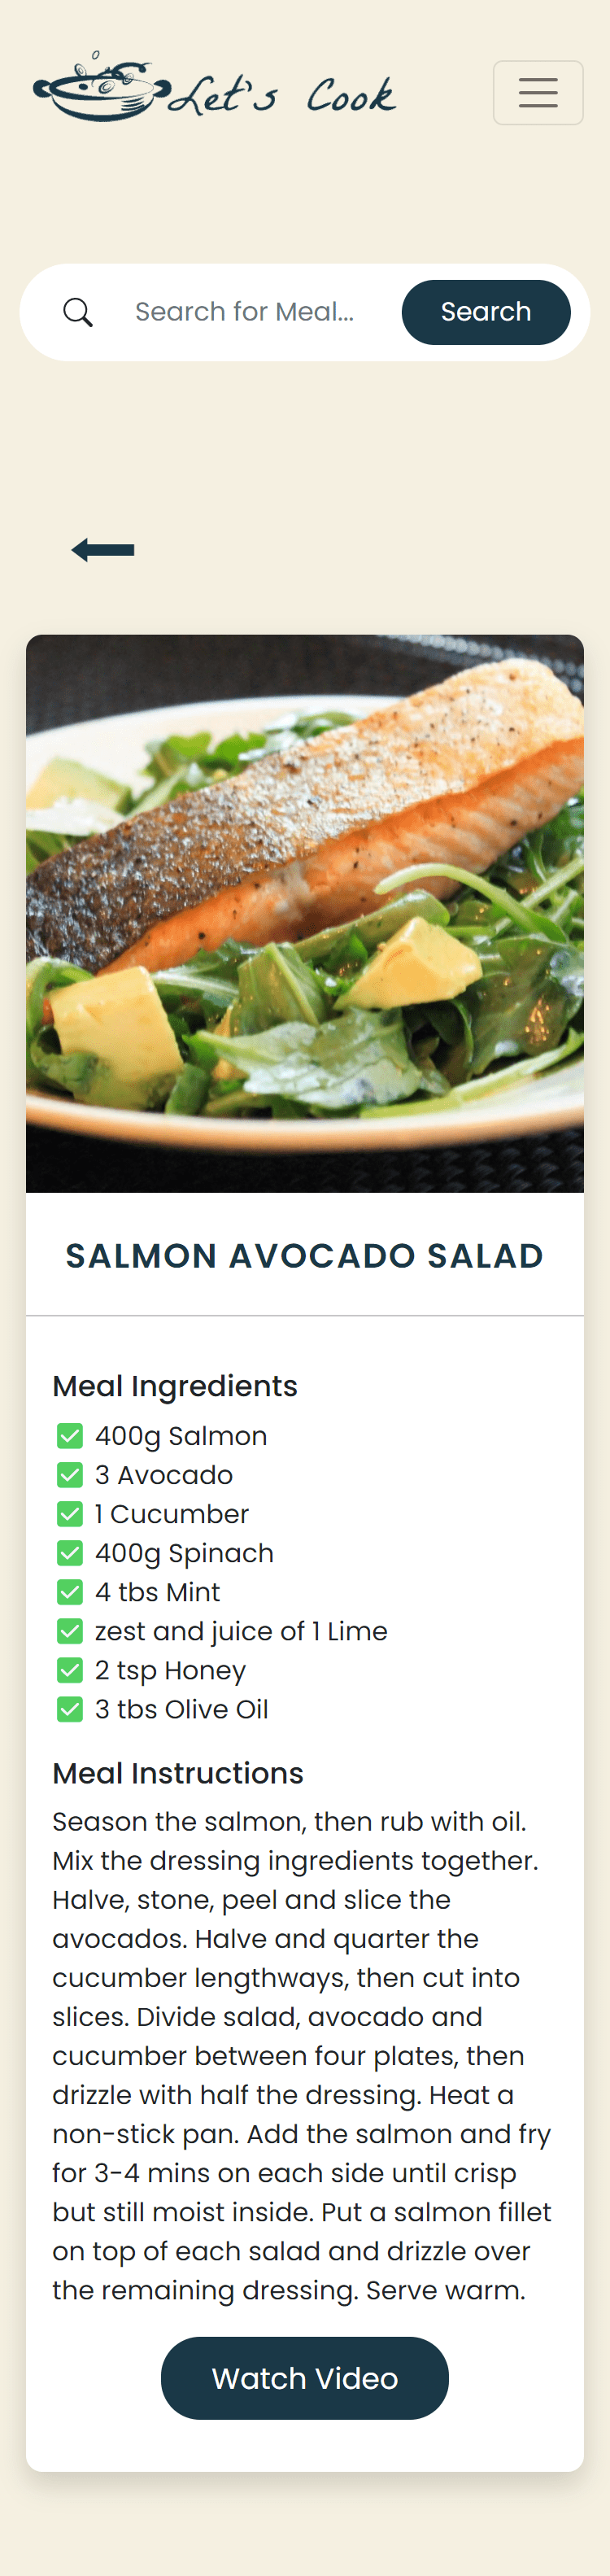 Let's Cook
Search for Meal...
Search
SALMON AVOCADO SALAD
Meal Ingredients
400g Salmon
3 Avocado
1 Cucumber
400g Spinach
4 tbs Mint
zest and juice of 1 Lime
2 tsp Honey
3 tbs Olive Oil
Meal Instructions
Season the salmon, then rub with oil.
Mix the dressing ingredients together.
Halve, stone, peel and slice the
avocados. Halve and quarter the
cucumber lengthways, then cut into
slices. Divide salad, avocado and
cucumber between four plates, then
drizzle with half the dressing. Heat a
non-stick pan. Add the salmon and fry
for 3-4 mins on each side until crisp
but still moist inside. Put a salmon fillet
on top of each salad and drizzle over
the remaining dressing. Serve warm.
Watch Video